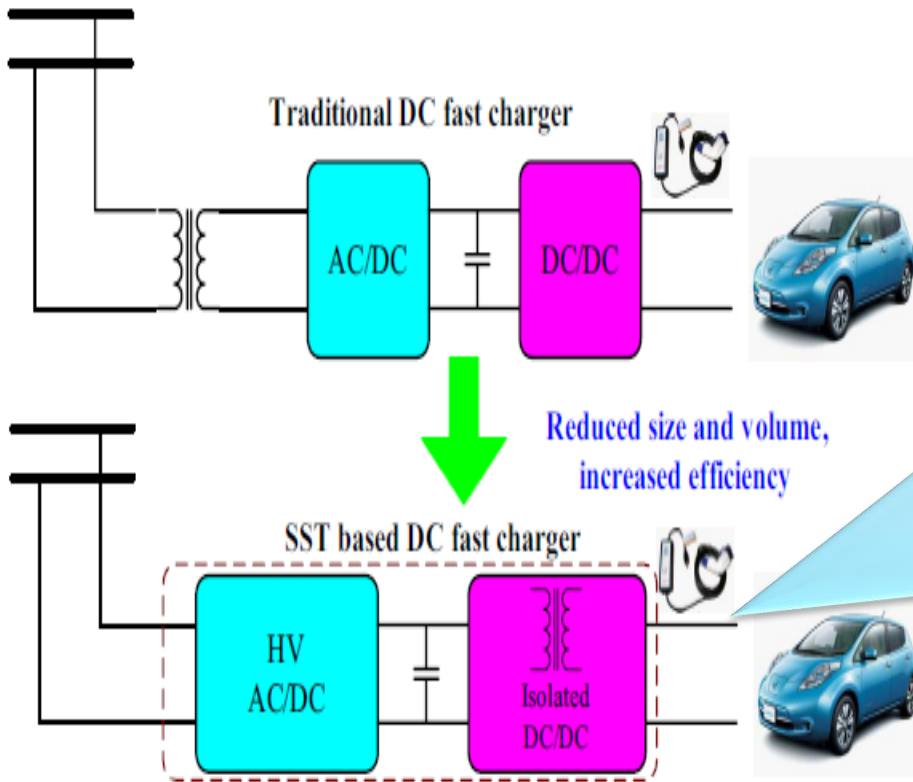 Traditional DC fast charger
AC/DC
DC/DC
Reduced size and volume,
increased efficiency
SST based DC fast charger
HV
AC/DC
Isolated
DC/DC